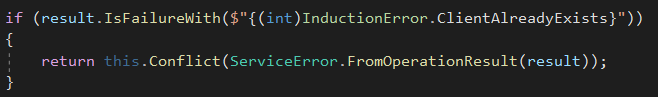 if (result.IsFailureWith($"{(int)InductionError.ClientAlreadyExists}"))
{
    return this.Conflict(ServiceError.FromOperationResult(result));
}